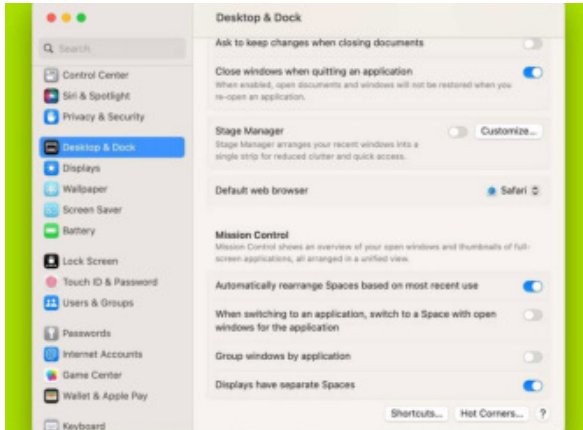 Desktop & Dock
Search
Control Center
Siri & Spotlight
Privacy & Security
Desktop & Dock
Displays
Wallpaper
Screen Saver
Battery
Lock Screen
Touch ID & Password
Users & Groups
Passwords
Internet Accounts
Game Center
Wallet & Apple Pay
Keyboard
Ask to keep changes when closing documents
Close windows when quitting an application
When enabled, open documents and windows will not be restored when you
re-open an application.
Stage Manager
Customize...
Stage Manager arranges your recent windows into a
single strip for reduced clutter and quick access.
Default web browser
Safari
Mission Control
Mission Control shows an overview of your open windows and thumbnails of full-
screen applications, all arranged in a unified view.
Automatically rearrange Spaces based on most recent use
When switching to an application, switch to a Space with open
windows for the application
Group windows by application
Displays have separate Spaces
Shortcuts... Hot Corners... ?